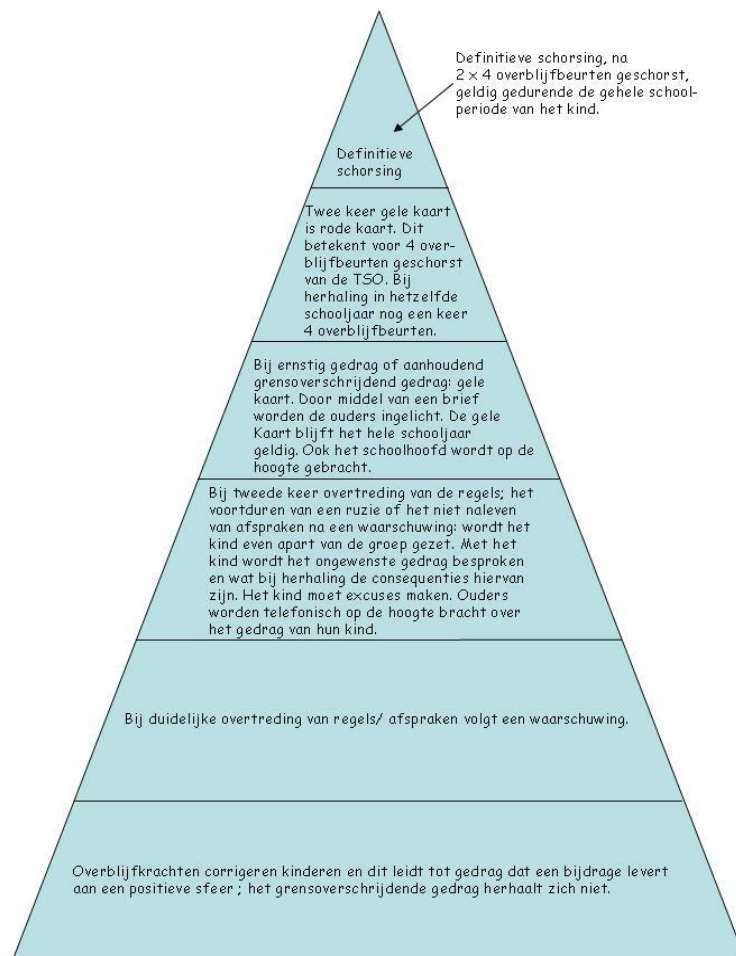 Definitieve schorsing, na
2 x 4 overblijfbeurten geschorst,
geldig gedurende de gehele school-
periode van het kind.
Definitieve
schorsing
Twee keer gele kaart
is rode kaart. Dit
betekent voor 4 over-
blijfbeurten geschorst
van de TSO. Bij
herhaling in hetzelfde
schooljaar nog een keer
4 overblijfbeurten.
Bij ernstig gedrag of aanhoudend
grensoverschrijdend gedrag: gele
kaart. Door middel van een brief
worden de ouders ingelicht. De gele
Kaart blijft het hele schooljaar
geldig. Ook het schoolhoofd wordt op de
hoogte gebracht.
Bij tweede keer overtreding van de regels; het
voortduren van een ruzie of het niet naleven
van afspraken na een waarschuwing: wordt het
kind even apart van de groep gezet. Met het
kind wordt het ongewenste gedrag besproken
en wat bij herhaling de consequenties hiervan
zijn. Het kind moet excuses maken. Ouders
worden telefonisch op de hoogte bracht over
het gedrag van hun kind.
Bij duidelijke overtreding van regels/ afspraken volgt een waarschuwing.
Overblijfkrachten corrigeren kinderen en dit leidt tot gedrag dat een bijdrage levert
aan een positieve sfeer ; het grensoverschrijdende gedrag herhaalt zich niet.